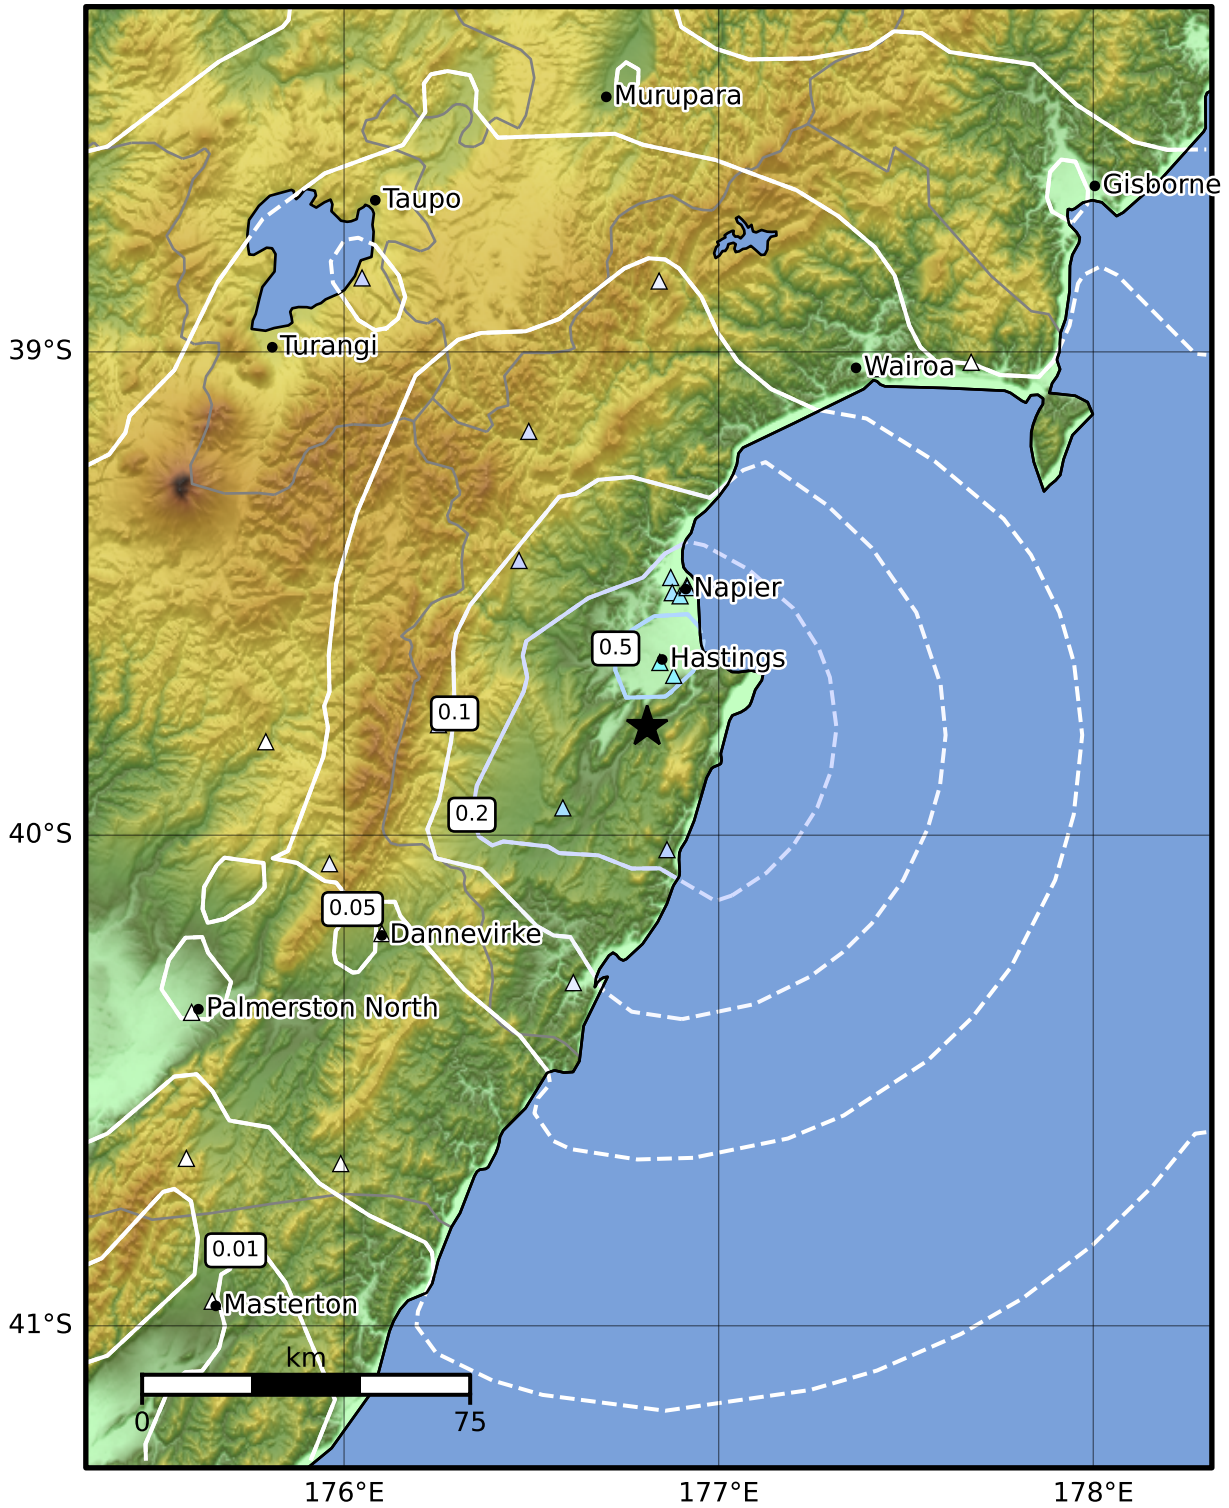 Murupara
Gisborne
Taupo
39°S
Turangi
Wairoa
Napier
0.5
Hastings
0.1
0.2
40°S
0.05
Dannevirke
Palmerston North
0.01
Masterton
41°S
km
0
75
176°E
177°E
178°E